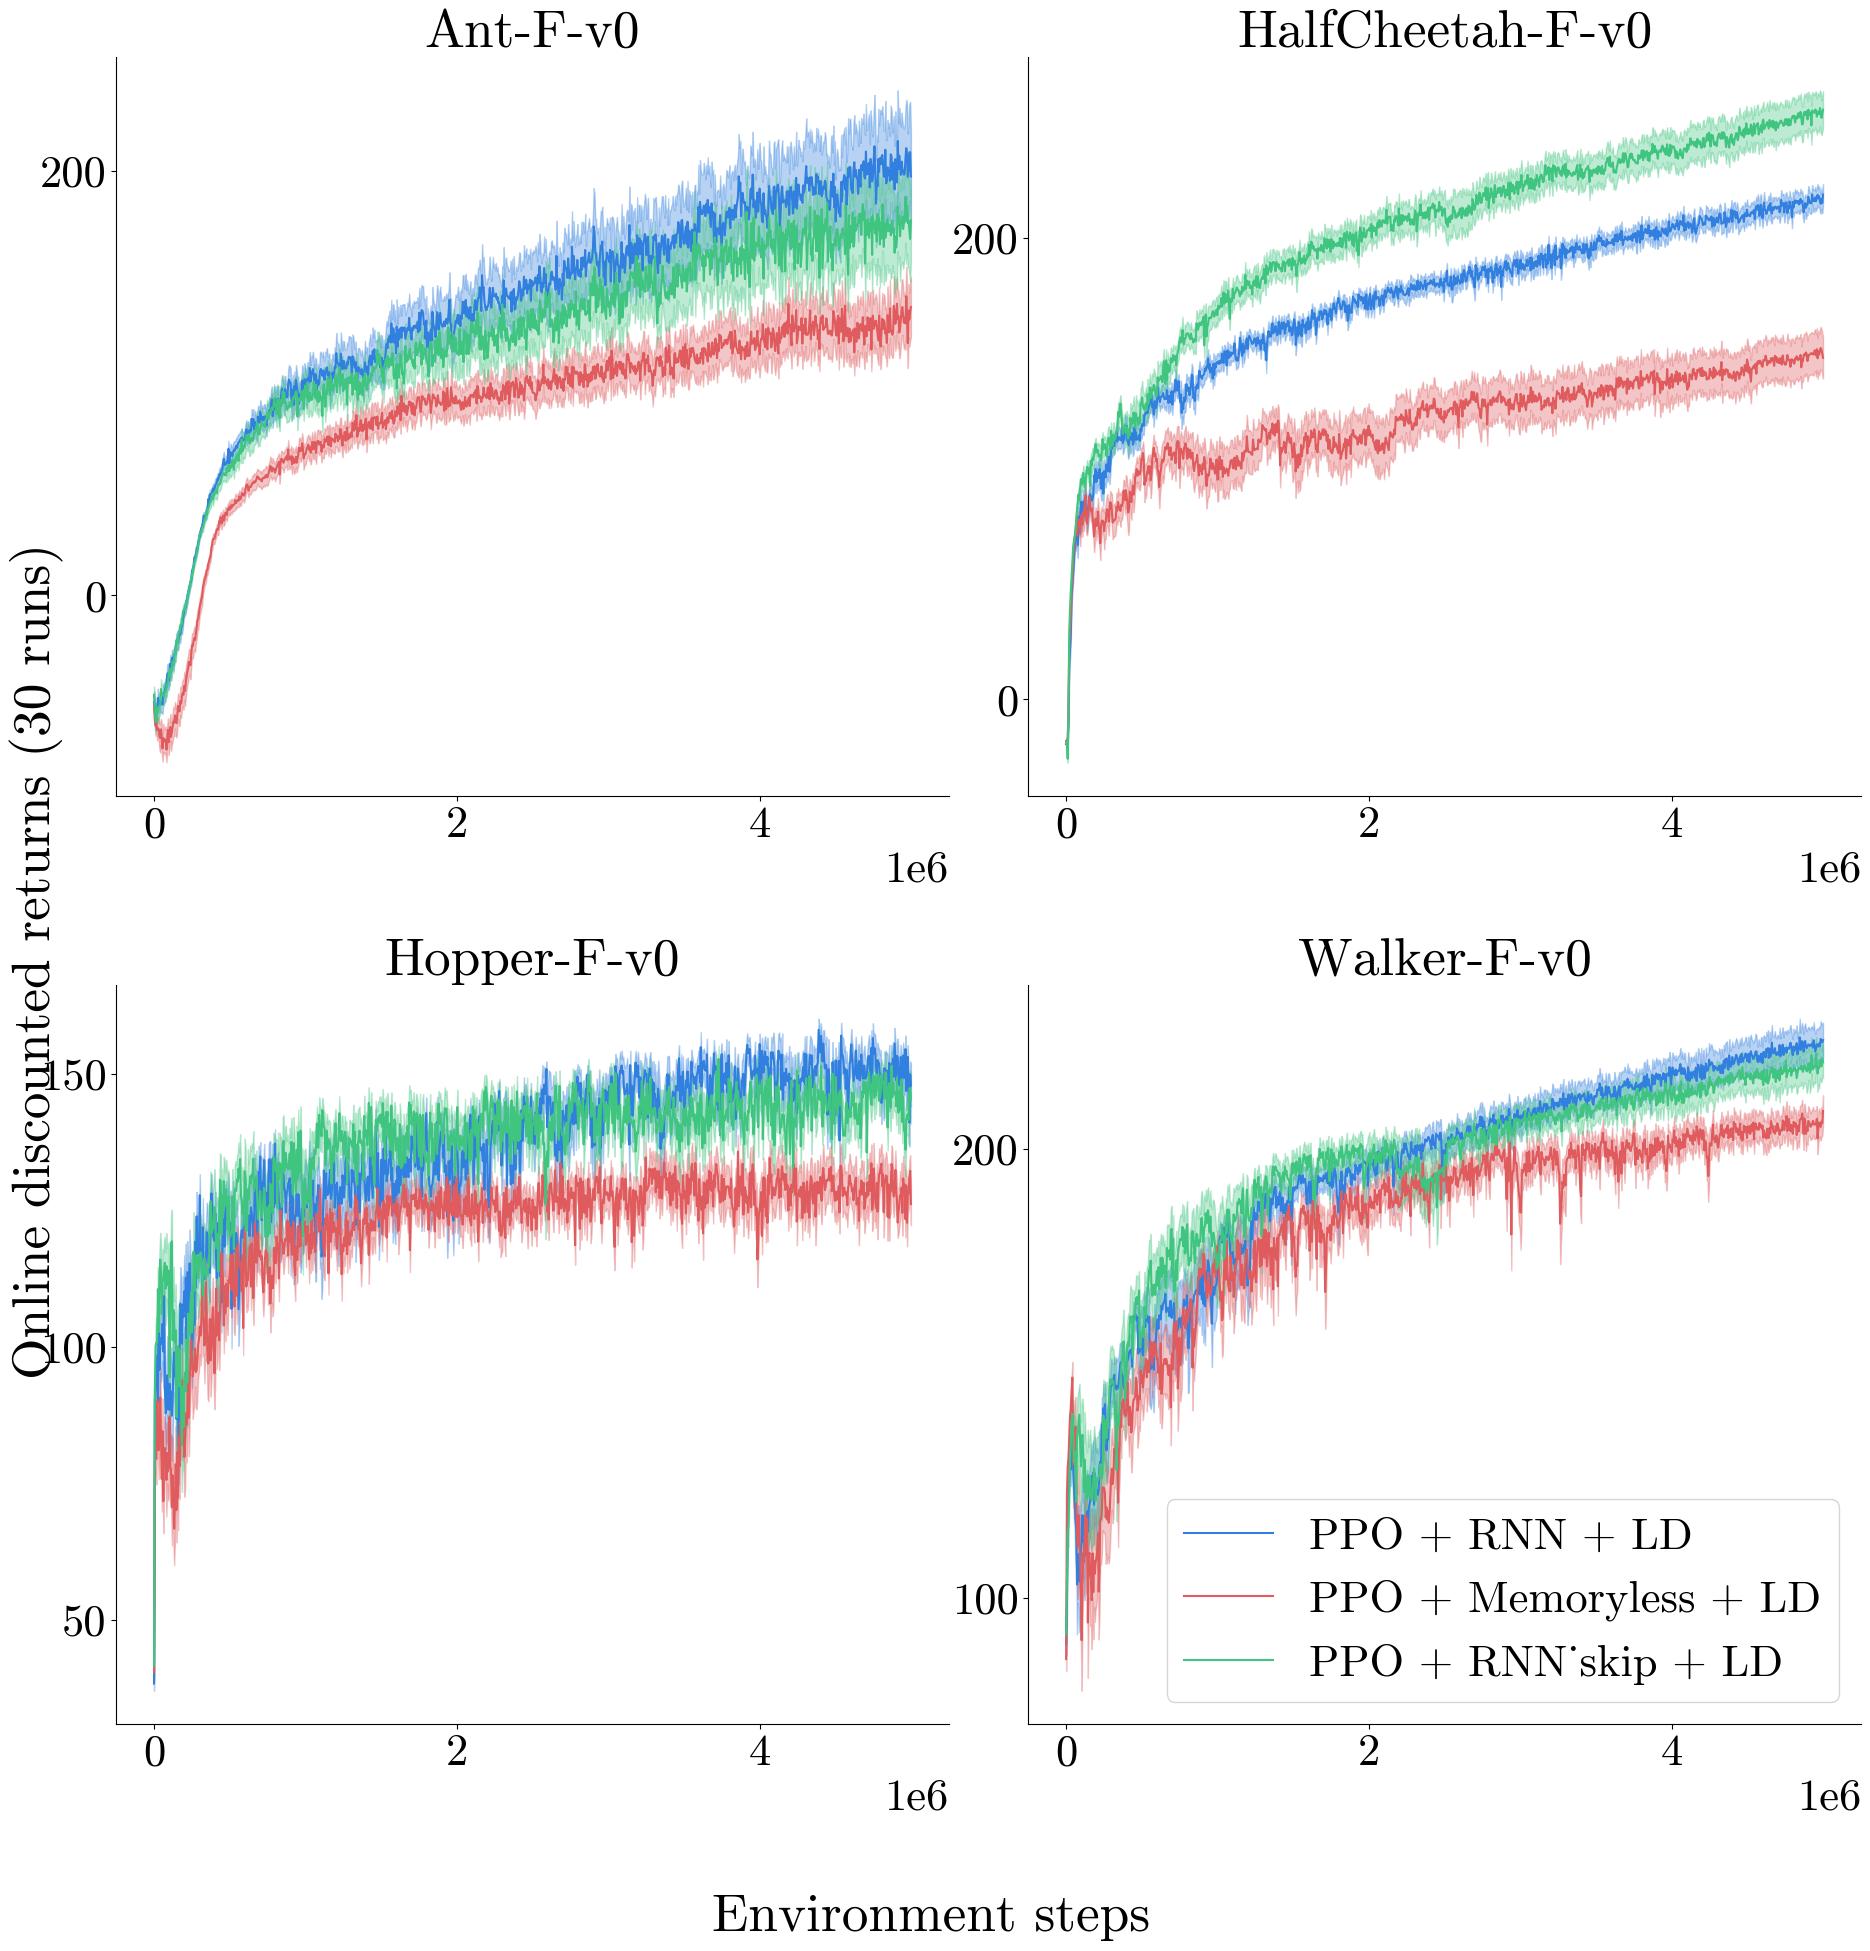 Ant-F-v0
HalfCheetah-F-v0
200
0
0
2
4
1e6
200
0
0
2
4
1e6
Online discounted returns (30 runs)
Hopper-F-v0
Walker-F-v0
150
100
50
0
2
4
1e6
200
100
0
2
4
1e6
PPO + RNN + LD
PPO + Memoryless + LD
PPO + RNN˙skip + LD
Environment steps